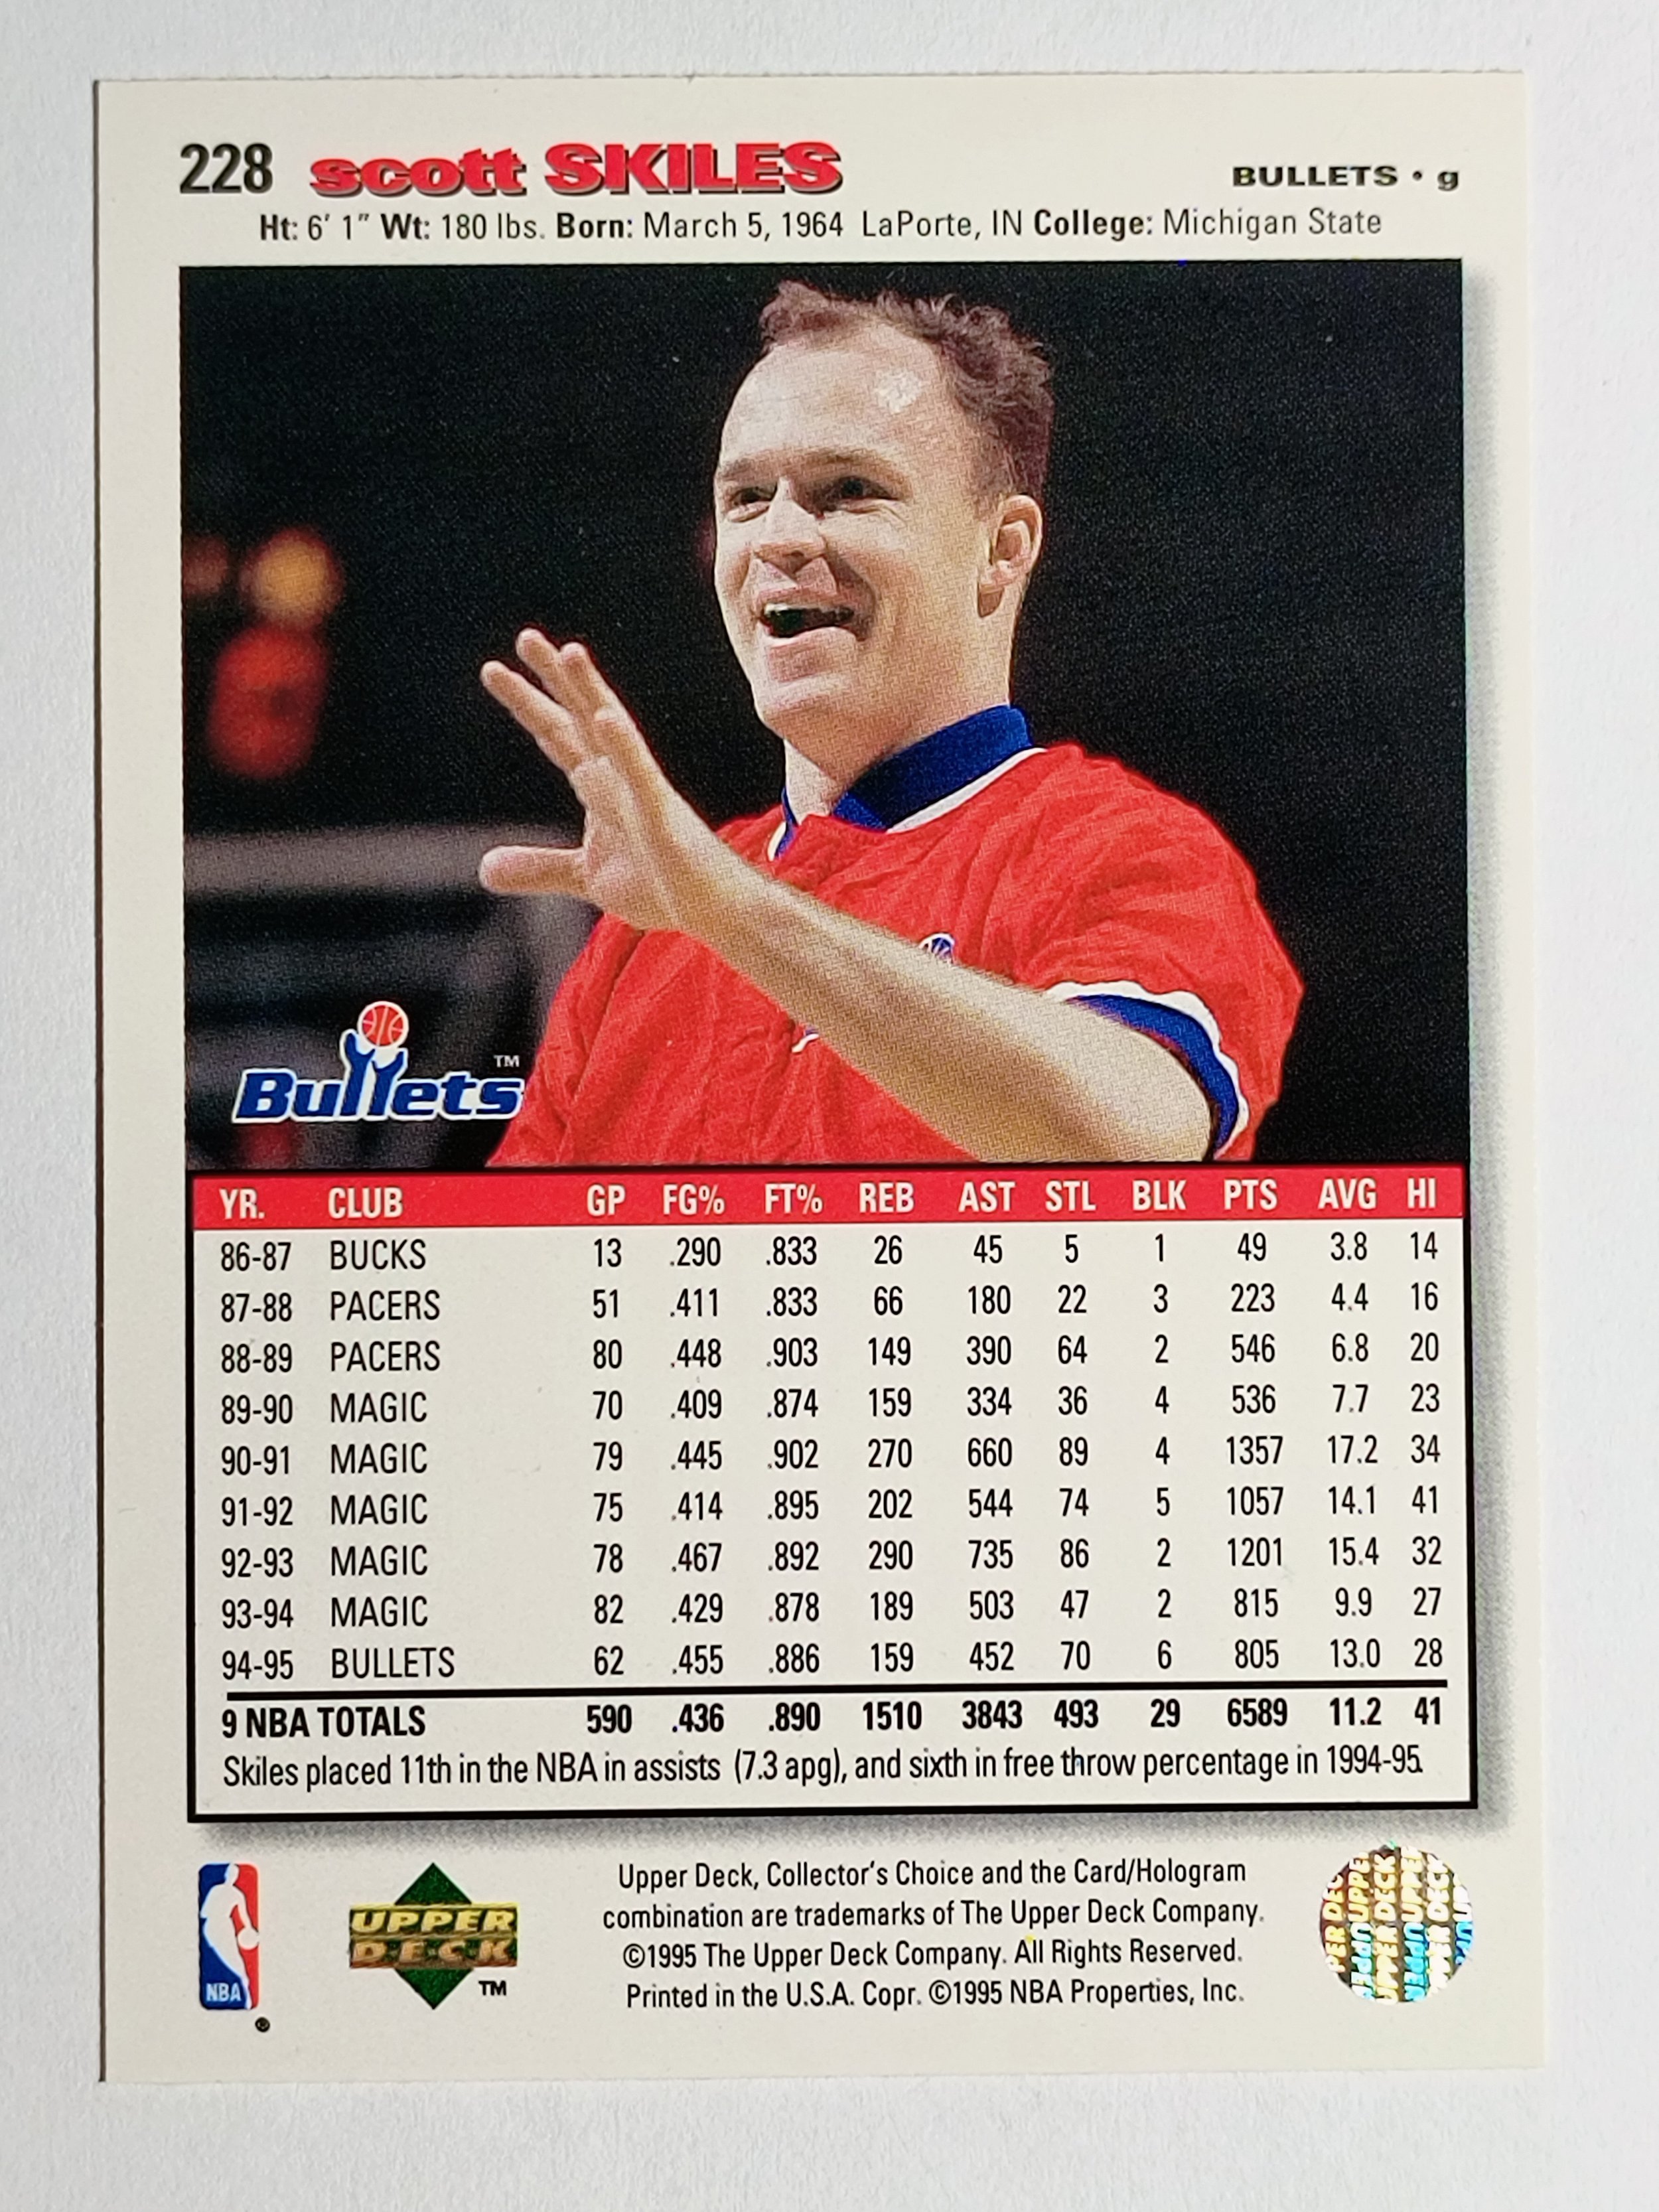 228 scott SKILES BULLETS • g
Ht: 6' 1" Wt: 180 lbs. Born: March 5, 1964 LaPorte, IN College: Michigan State
Bullets™
YR. CLUB GP FG% FT% REB AST STL BLK PTS AVG HI
86-87 BUCKS 13 .290 .833 26 45 5 1 49 3.8 14
87-88 PACERS 51 .411 .833 66 180 22 3 223 4.4 16
88-89 PACERS 80 .448 .903 149 390 64 2 546 6.8 20
89-90 MAGIC 70 .409 .874 159 334 36 4 536 7.7 23
90-91 MAGIC 79 .445 .902 270 660 89 4 1357 17.2 34
91-92 MAGIC 75 .414 .895 202 544 74 5 1057 14.1 41
92-93 MAGIC 78 .467 .892 290 735 86 2 1201 15.4 32
93-94 MAGIC 82 .429 .878 189 503 47 2 815 9.9 27
94-95 BULLETS 62 .455 .886 159 452 70 6 805 13.0 28
9 NBA TOTALS 590 .436 .890 1510 3843 493 29 6589 11.2 41
Skiles placed 11th in the NBA in assists (7.3 apg), and sixth in free throw percentage in 1994-95.
NBA ®
UPPER
DECK ™
Upper Deck, Collector's Choice and the Card/Hologram
combination are trademarks of The Upper Deck Company.
©1995 The Upper Deck Company. All Rights Reserved.
Printed in the U.S.A. Copr. ©1995 NBA Properties, Inc.
UPPER DECK